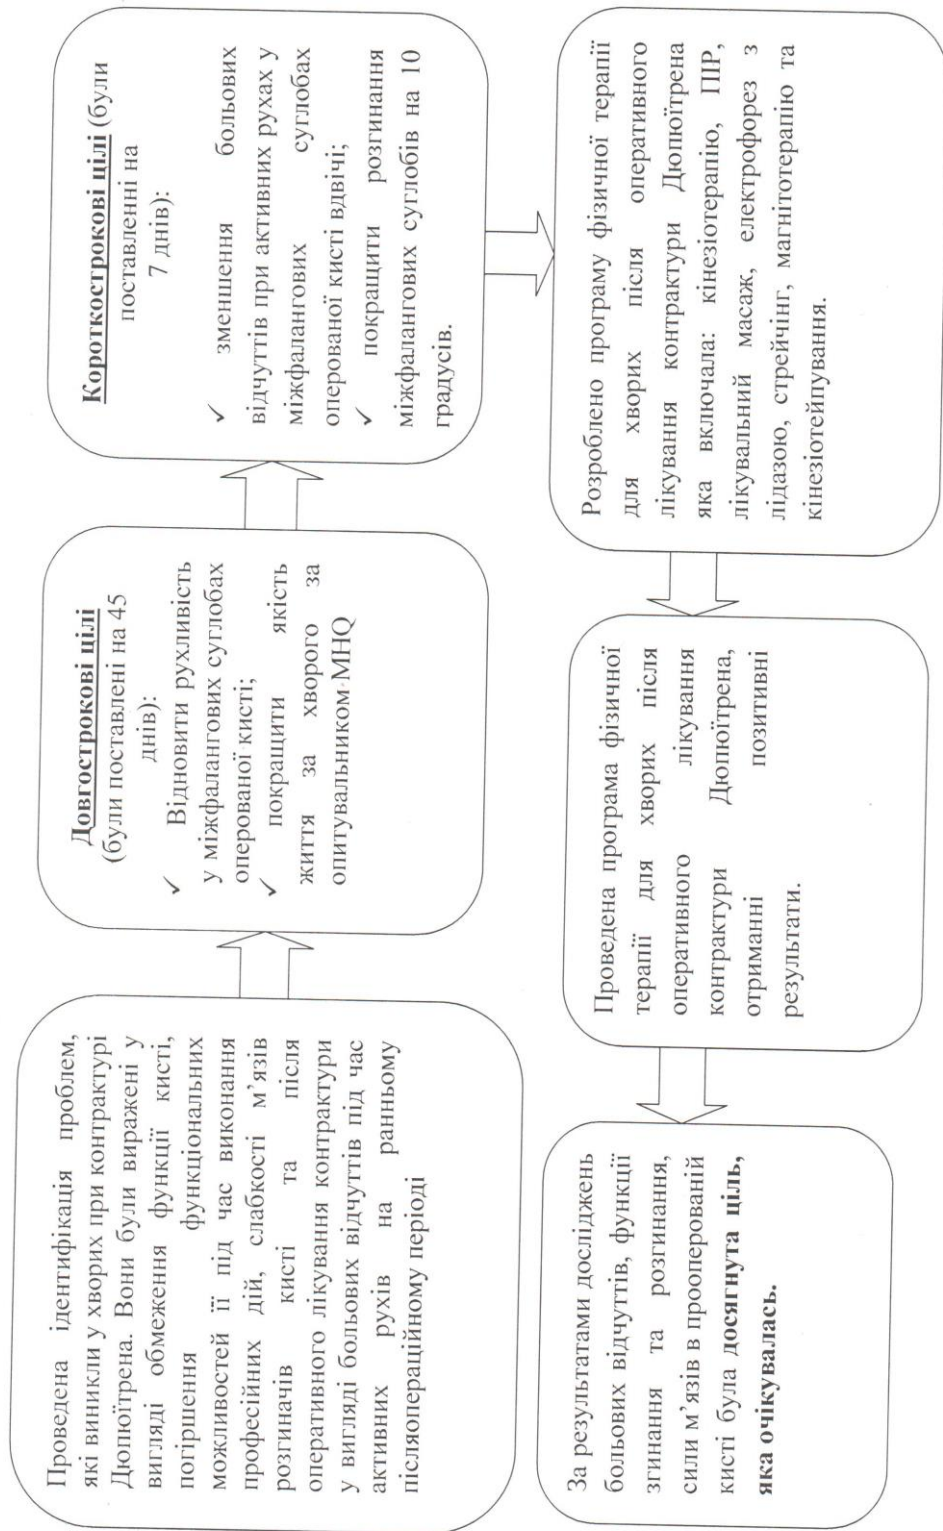 Проведена ідентифікація проблем,
які виникли у хворих при контрактурі
Дюпюїтрена. Вони були виражені у
вигляді обмеження функції кисті,
погіршення функціональних
можливостей її під час виконання
професійних дій, слабкості м'язів
розгиначів кисті та після
оперативного лікування контрактури
у вигляді больових відчуттів під час
активних рухів на ранньому
післяопераційному періоді
Довгострокові цілі
(були поставлені на 45
днів):
✓ Відновити рухливість
у міжфалангових суглобах
оперованої кисті;
✓ покращити якість
життя за хворого за
опитувальником MHQ
Короткострокові цілі (були
поставленні на
7 днів):
✓ зменшення больових
відчуттів при активних рухах у
міжфалангових суглобах
оперованої кисті вдвічі;
✓ покращити розгинання
міжфалангових суглобів на 10
градусів.
Розроблено програму фізичної терапії
для хворих після оперативного
лікування контрактури Дюпюїтрена
яка включала: кінезіотерапію, ПІР,
лікувальний масаж, електрофорез з
лідазою, стрейчінг, магнітотерапію та
кінезіотейпування.
Проведена програма фізичної
терапії для хворих після
оперативного лікування
контрактури Дюпюїтрена,
отриманні позитивні
результати.
За результатами досліджень
больових відчуттів, функції
згинання та розгинання,
сили м'язів в прооперованій
кисті була досягнута ціль,
яка очікувалась.